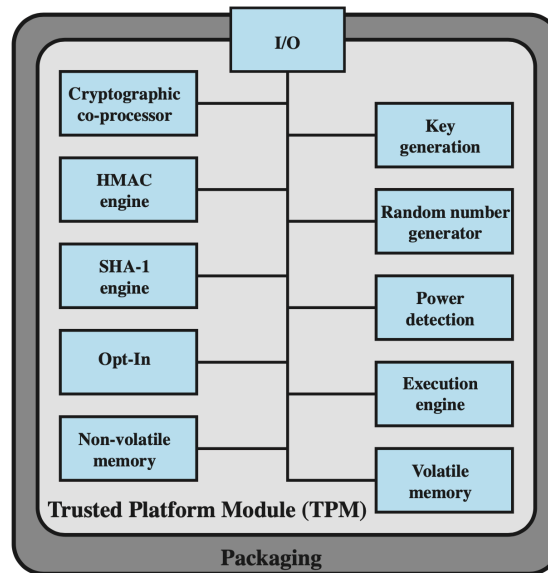 I/O
Cryptographic
co-processor
Key
generation
HMAC
engine
Random number
generator
SHA-1
engine
Power
detection
Opt-In
Execution
engine
Non-volatile
memory
Volatile
memory
Trusted Platform Module (TPM)
Packaging